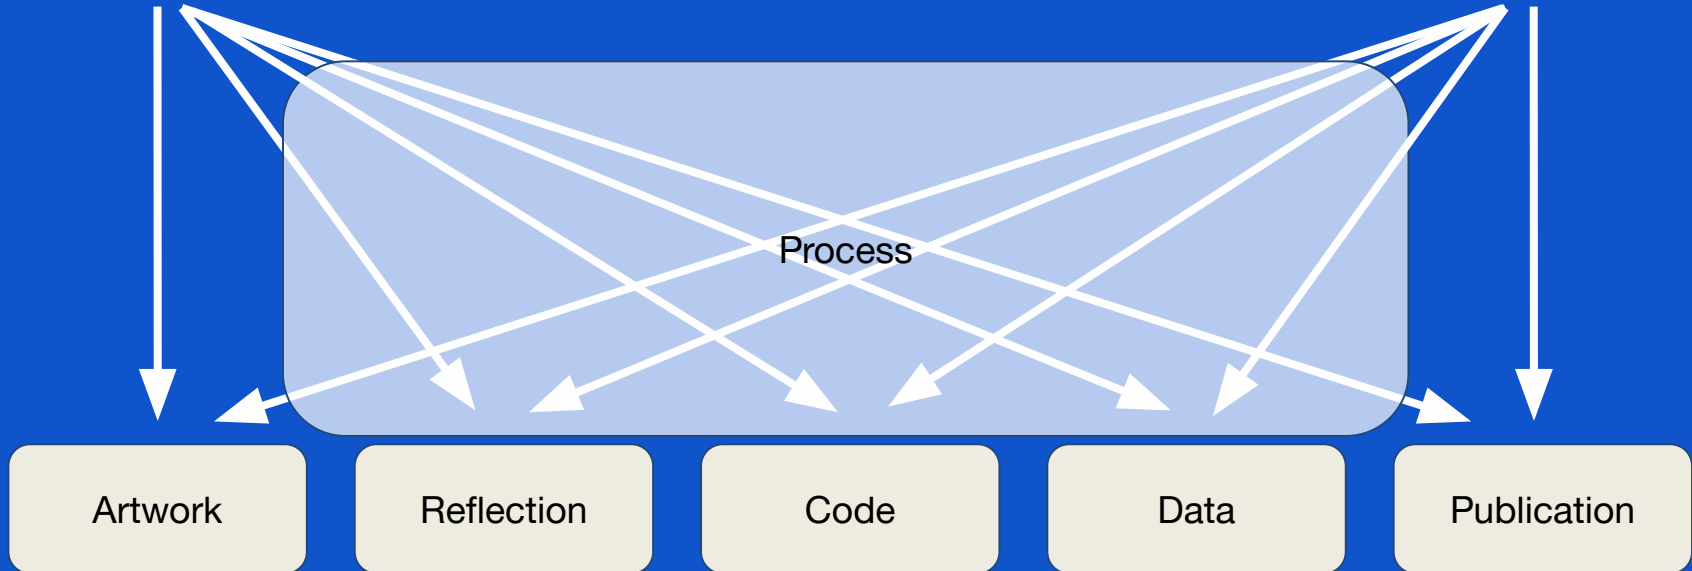 Process
Artwork
Reflection
Code
Data
Publication